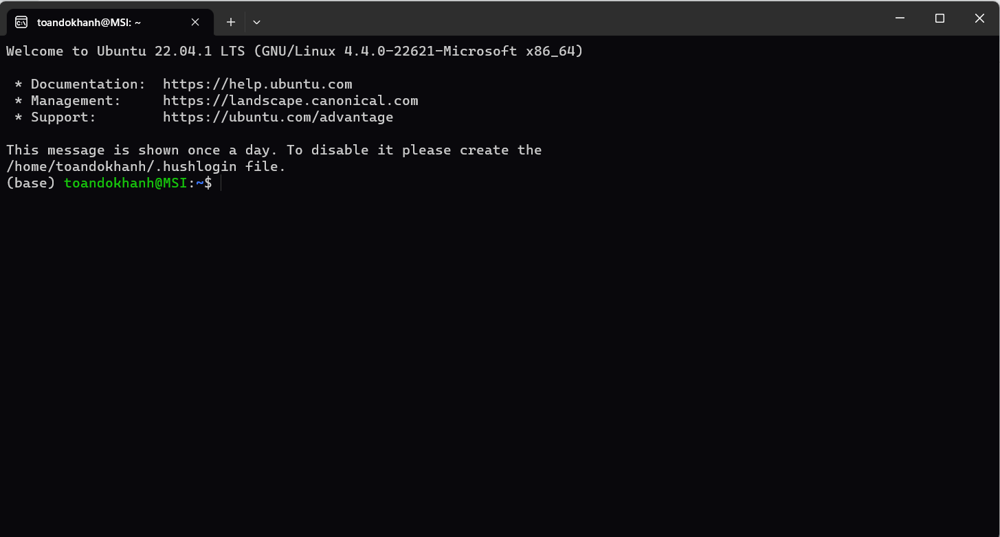 toandokhanh@MSI: ~
Welcome to Ubuntu 22.04.1 LTS (GNU/Linux 4.4.0-22621-Microsoft x86_64)
* Documentation:  https://help.ubuntu.com
* Management:     https://landscape.canonical.com
* Support:        https://ubuntu.com/advantage
This message is shown once a day. To disable it please create the
/home/toandokhanh/.hushlogin file.
(base) toandokhanh@MSI:~$